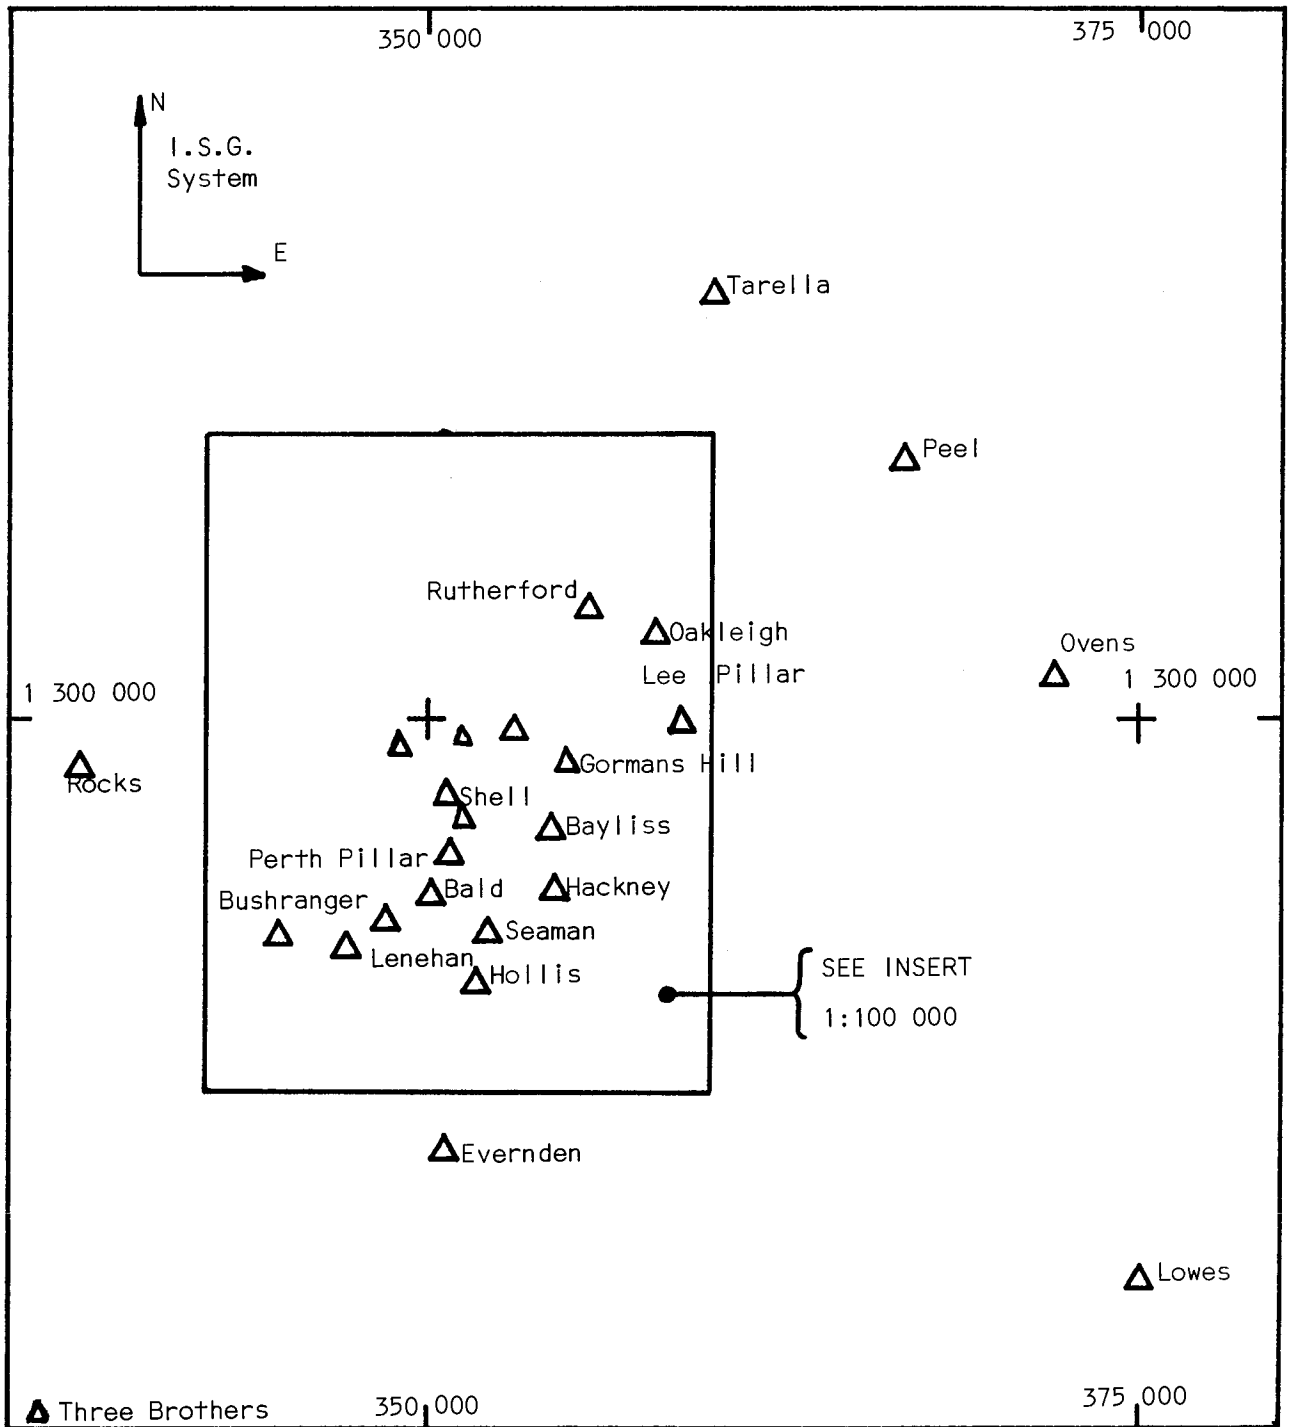 350 000
375 000
N
I.S.G.
System
E
Tarella
Peel
Rutherford
Oakleigh
Lee Pillar
Ovens
1 300 000
1 300 000
Gormans Hill
Rocks
Shell
Bayliss
Perth Pillar
Bald
Hackney
Bushranger
Seaman
Lenehan
Hollis
SEE INSERT
1:100 000
Evernden
Lowes
Three Brothers
350 000
375 000